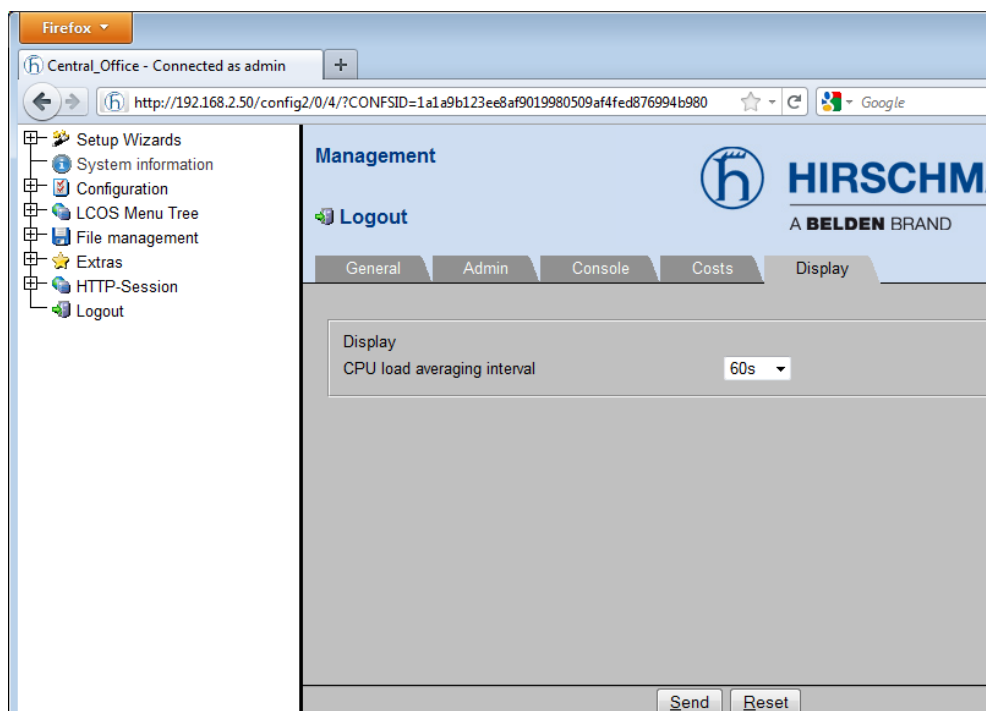 Firefox
Central_Office - Connected as admin
http://192.168.2.50/config2/0/4/?CONFSID=1a1a9b123ee8af9019980509af4fed876994b980
Google
Setup Wizards
System information
Configuration
LCOS Menu Tree
File management
Extras
HTTP-Session
Logout
Management
Logout
HIRSCHM
A BELDEN BRAND
General Admin Console Costs Display
Display
CPU load averaging interval 60s
Send Reset